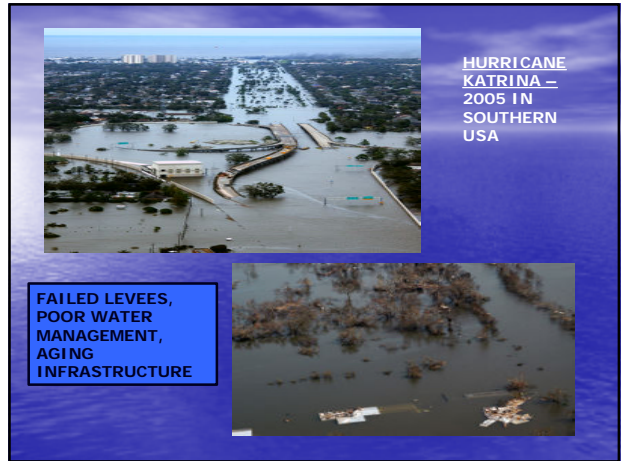 HURRICANE
KATRINA –
2005 IN
SOUTHERN
USA
FAILED LEVEES,
POOR WATER
MANAGEMENT,
AGING
INFRASTRUCTURE